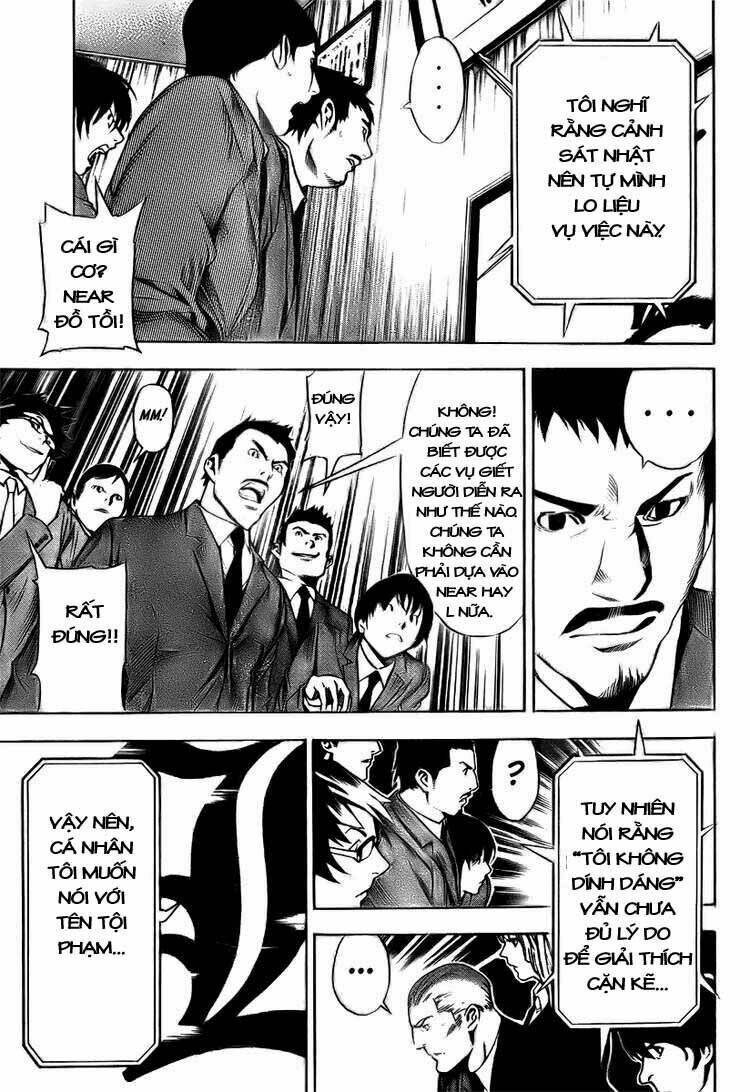 . . .
TÔI NGHĨ
RẰNG CẢNH
SÁT NHẬT
NÊN TỰ MÌNH
LO LIỆU
VỤ VIỆC NÀY.
CÁI GÌ
CƠ?
NEAR
ĐỒ TỒI!
. . .
KHÔNG!
CHÚNG TA ĐÃ
BIẾT ĐƯỢC
CÁC VỤ GIẾT
NGƯỜI DIỄN RA
NHƯ THẾ NÀO.
CHÚNG TA
KHÔNG CẦN
PHẢI DỰA VÀO
NEAR HAY
L NỮA.
ĐÚNG
VẬY!
MM!
RẤT
ĐÚNG!!
?
TUY NHIÊN
NÓI RẰNG
“TÔI KHÔNG
DÍNH DÁNG”
VẪN CHƯA
ĐỦ LÝ DO
ĐỂ GIẢI THÍCH
CẶN KẼ...
...
VẬY NÊN,
CÁ NHÂN
TÔI MUỐN
NÓI VỚI
TÊN TỘI
PHẠM...